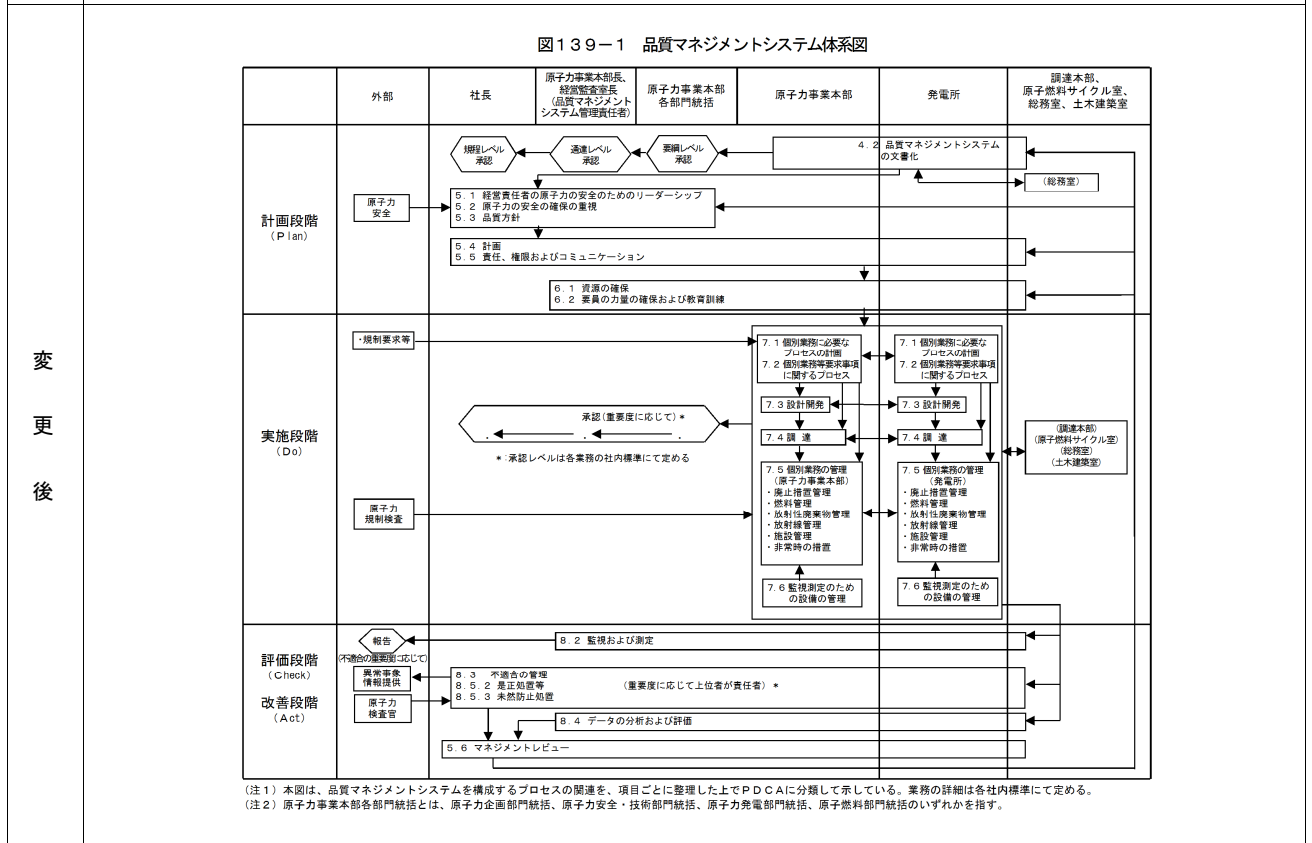 変
更
後
図139-1 品質マネジメントシステム体系図
外部
社長
原子力事業本部長、
経営監査室長
（品質マネジメント
システム管理責任者）
原子力事業本部
各部門統括
原子力事業本部
発電所
調達本部、
原子燃料サイクル室、
総務室、土木建築室
計画段階
（Ｐlan）
規程レベル
承認
通達レベル
承認
要綱レベル
承認
４.２ 品質マネジメントシステム
の文書化
（総務室）
原子力
安全
５.１ 経営責任者の原子力の安全のためのリーダーシップ
５.２ 原子力の安全の確保の重視
５.３ 品質方針
５.４ 計画
５.５ 責任、権限およびコミュニケーション
６.１ 資源の確保
６.２ 要員の力量の確保および教育訓練
実施段階
（Ｄo）
・規制要求等
７.１個別業務に必要な
プロセスの計画
７.２個別業務等要求事項
に関するプロセス
７.１個別業務に必要な
プロセスの計画
７.２個別業務等要求事項
に関するプロセス
７.３設計開発
７.３設計開発
承認（重要度に応じて）＊
＊：承認レベルは各業務の社内標準にて定める
７.４調 達
７.４調 達
（調達本部）
（原子燃料サイクル室）
（総務室）
（土木建築室）
原子力
規制検査
７.５個別業務の管理
（原子力事業本部）
・廃止措置管理
・燃料管理
・放射性廃棄物管理
・放射線管理
・施設管理
・非常時の措置
７.５個別業務の管理
（発電所）
・廃止措置管理
・燃料管理
・放射性廃棄物管理
・放射線管理
・施設管理
・非常時の措置
７.６監視測定のため
の設備の管理
７.６監視測定のため
の設備の管理
評価段階
（Ｃheck）
改善段階
（Ａct）
報告
（不適合の重要度に応じて）
異常事象
情報提供
原子力
検査官
８.２ 監視および測定
８.３ 不適合の管理
８.５.２ 是正処置等 （重要度に応じて上位者が責任者）＊
８.５.３ 未然防止処置
８.４ データの分析および評価
５.６ マネジメントレビュー
（注１）本図は、品質マネジメントシステムを構成するプロセスの関連を、項目ごとに整理した上でＰＤＣＡに分類して示している。業務の詳細は各社内標準にて定める。
（注２）原子力事業本部各部門統括とは、原子力企画部門統括、原子力安全・技術部門統括、原子力発電部門統括、原子燃料部門統括のいずれかを指す。